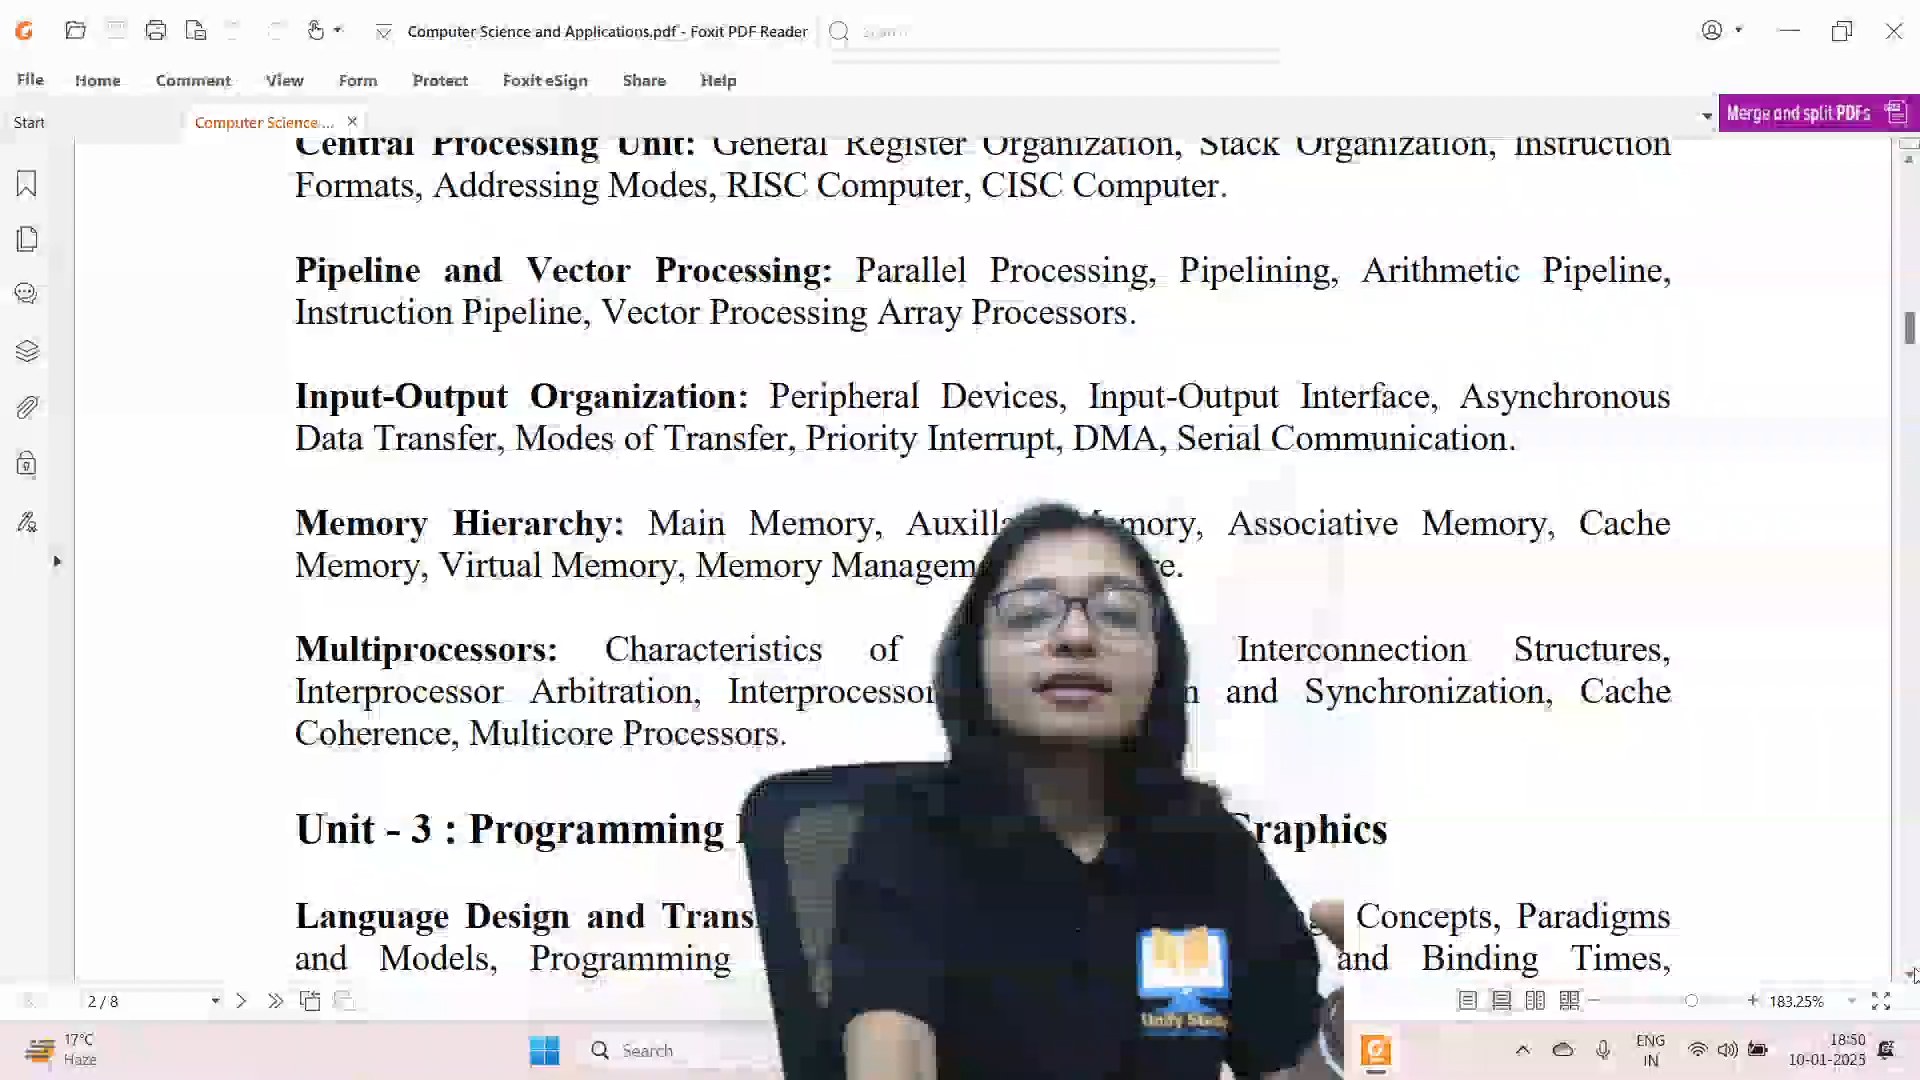 Computer Science and Applications.pdf - Foxit PDF Reader
Search
File Home Comment View Form Protect Foxit eSign Share Help
Start
Computer Science...
Merge and split PDFs
Central Processing Unit: General Register Organization, Stack Organization, Instruction
Formats, Addressing Modes, RISC Computer, CISC Computer.
Pipeline and Vector Processing: Parallel Processing, Pipelining, Arithmetic Pipeline,
Instruction Pipeline, Vector Processing Array Processors.
Input-Output Organization: Peripheral Devices, Input-Output Interface, Asynchronous
Data Transfer, Modes of Transfer, Priority Interrupt, DMA, Serial Communication.
Memory Hierarchy: Main Memory, Memory, Associative Memory, Cache
Memory, Virtual Memory, Memory
Multiprocessors: Characteristics of Interconnection Structures,
Interprocessor Arbitration, Interprocessor and Synchronization, Cache
Coherence, Multicore Processors.
Unit - 3 : Programming Graphics
Language Design and Concepts, Paradigms
and Models, Programming and Binding Times,
2 / 8
183.25%
17°C
Haze
Search
ENG
IN
18:50
10-01-2025
Unify Study